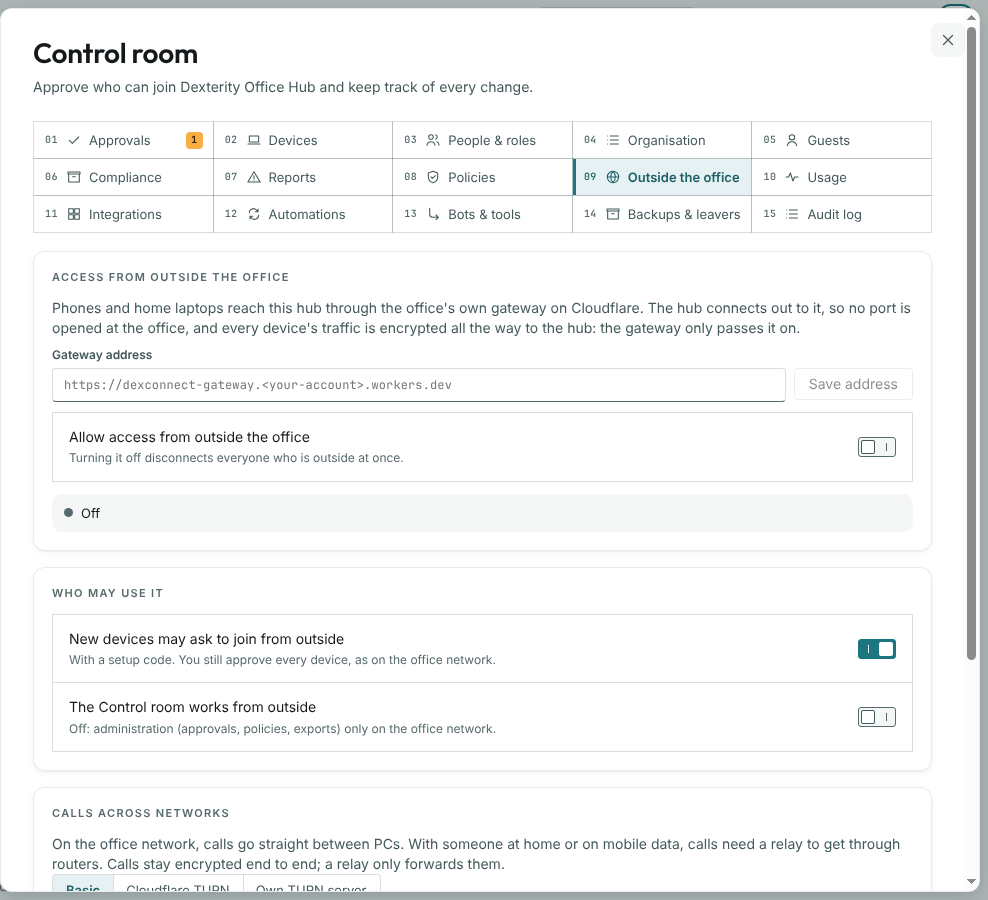 Control room
Approve who can join Dexterity Office Hub and keep track of every change.
01 Approvals 1 02 Devices 03 People & roles 04 Organisation 05 Guests
06 Compliance 07 Reports 08 Policies 09 Outside the office 10 Usage
11 Integrations 12 Automations 13 Bots & tools 14 Backups & leavers 15 Audit log
ACCESS FROM OUTSIDE THE OFFICE
Phones and home laptops reach this hub through the office's own gateway on Cloudflare. The hub connects out to it, so no port is
opened at the office, and every device's traffic is encrypted all the way to the hub: the gateway only passes it on.
Gateway address
https://dexconnect-gateway.<your-account>.workers.dev Save address
Allow access from outside the office
Turning it off disconnects everyone who is outside at once.
Off
WHO MAY USE IT
New devices may ask to join from outside
With a setup code. You still approve every device, as on the office network.
The Control room works from outside
Off: administration (approvals, policies, exports) only on the office network.
CALLS ACROSS NETWORKS
On the office network, calls go straight between PCs. With someone at home or on mobile data, calls need a relay to get through
routers. Calls stay encrypted end to end; a relay only forwards them.
Basic Cloudflare TURN Own TURN server